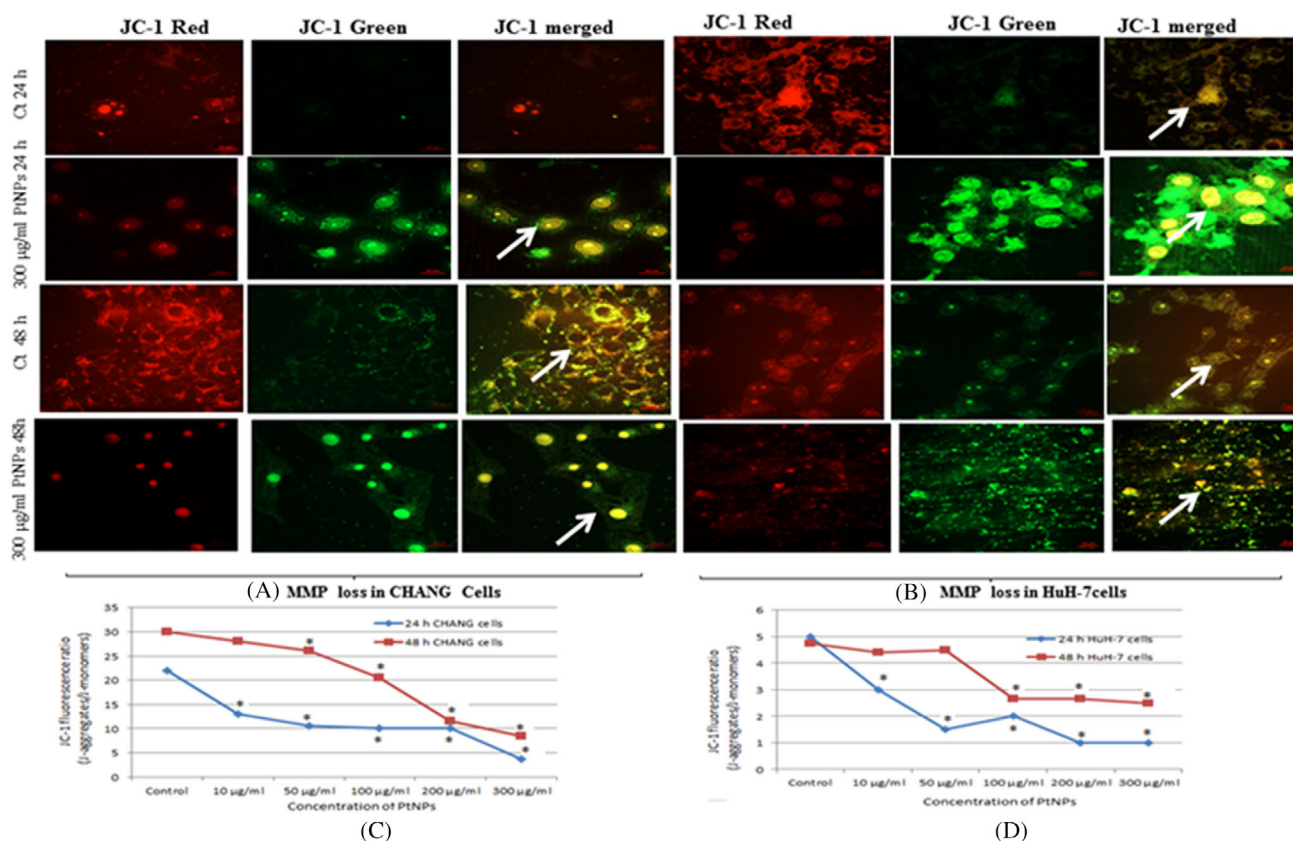 JC-1 Red JC-1 Green JC-1 merged JC-1 Red JC-1 Green JC-1 merged
Ct 24 h
300 µg/ml PtNPs 24 h
Ct 48 h
300 µg/ml PtNPs 48h
(A) (B)
MMP loss in CHANG Cells
JC-1 fluorescence ratio
(J-aggregates/J-monomers)
35
30
25
20
15
10
5
0
24 h CHANG cells
48 h CHANG cells
* * * * *
* * * *
Control 10 µg/ml 50 µg/ml 100 µg/ml 200 µg/ml 300 µg/ml
Concentration of PtNPs
(C)
MMP loss in HuH-7cells
JC-1 fluorescence ratio
(J-aggregates/J-monomers)
6
5
4
3
2
1
0
24 h HuH-7 cells
48 h HuH-7 cells
* * * * *
* * *
Control 10 µg/ml 50 µg/ml 100 µg/ml 200 µg/ml 300 µg/ml
Concentration of PtNPs
(D)